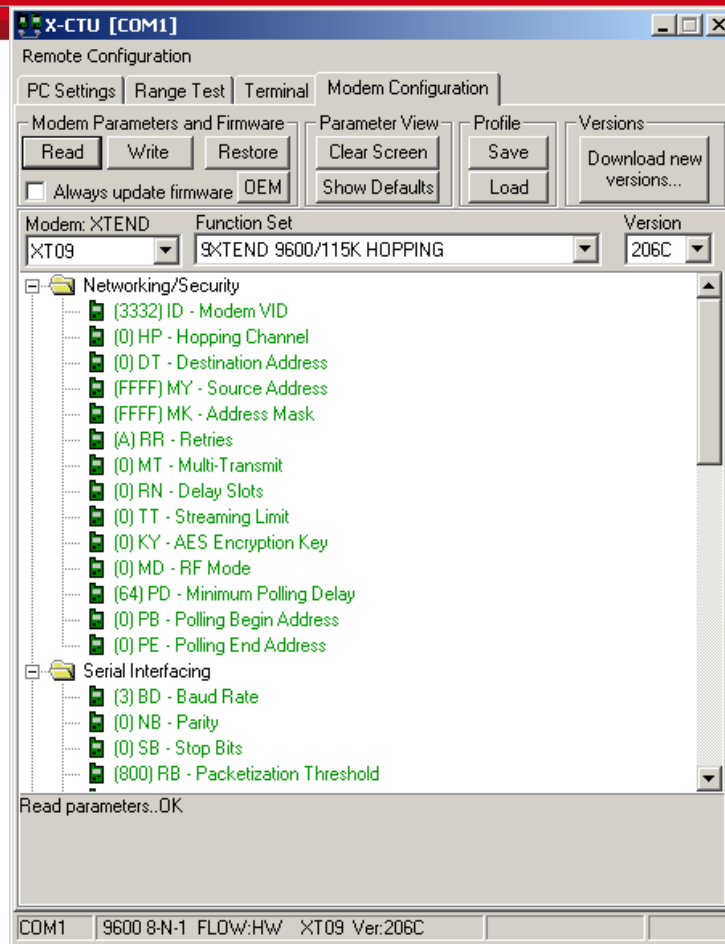 X-CTU [COM1]
Remote Configuration
PC Settings Range Test Terminal Modem Configuration
Modem Parameters and Firmware Parameter View Profile Versions
Read Write Restore Clear Screen Save Download new versions...
Always update firmware OEM Show Defaults Load
Modem: XTEND Function Set Version
XT09 9XTEND 9600/115K HOPPING 206C
Networking/Security
(3332) ID - Modem VID
(0) HP - Hopping Channel
(0) DT - Destination Address
(FFFF) MY - Source Address
(FFFF) MK - Address Mask
(A) RR - Retries
(0) MT - Multi-Transmit
(0) RN - Delay Slots
(0) TT - Streaming Limit
(0) KY - AES Encryption Key
(0) MD - RF Mode
(64) PD - Minimum Polling Delay
(0) PB - Polling Begin Address
(0) PE - Polling End Address
Serial Interfacing
(3) BD - Baud Rate
(0) NB - Parity
(0) SB - Stop Bits
(800) RB - Packetization Threshold
Read parameters..OK
COM1 9600 8-N-1 FLOW:HW XT09 Ver:206C